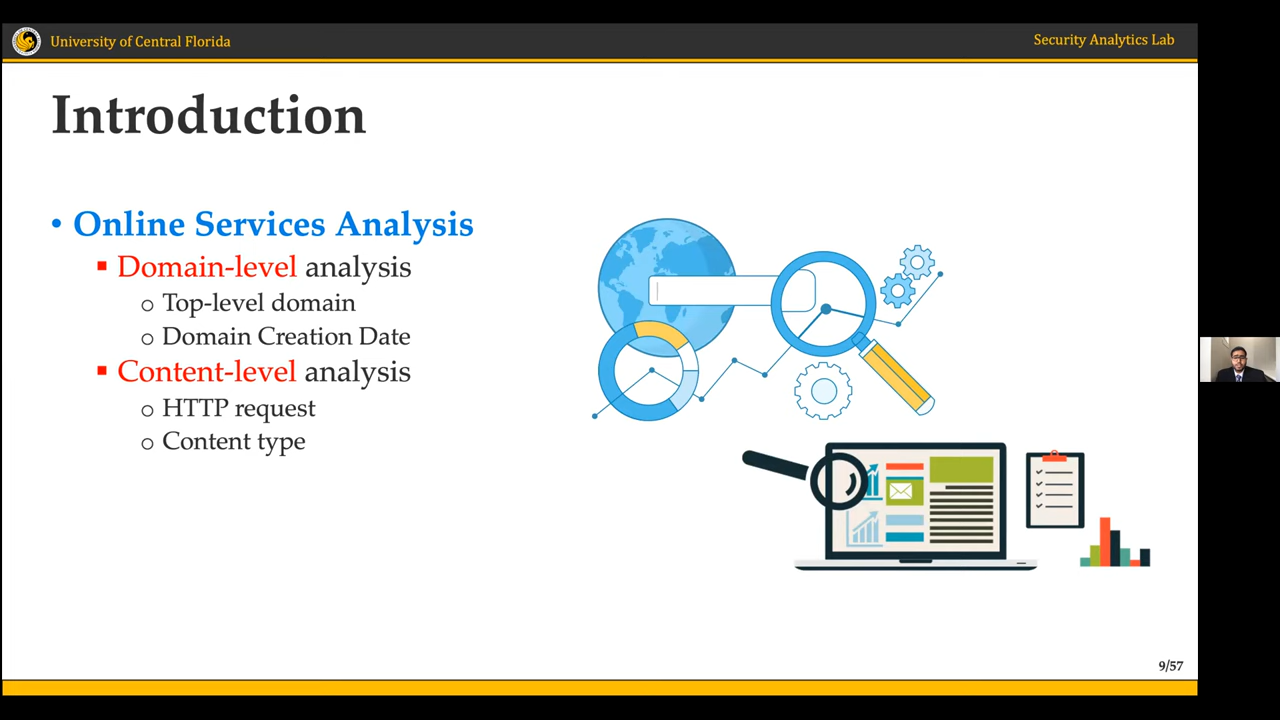 University of Central Florida
Security Analytics Lab
Introduction
• Online Services Analysis
▪ Domain-level analysis
o Top-level domain
o Domain Creation Date
▪ Content-level analysis
o HTTP request
o Content type
9/57